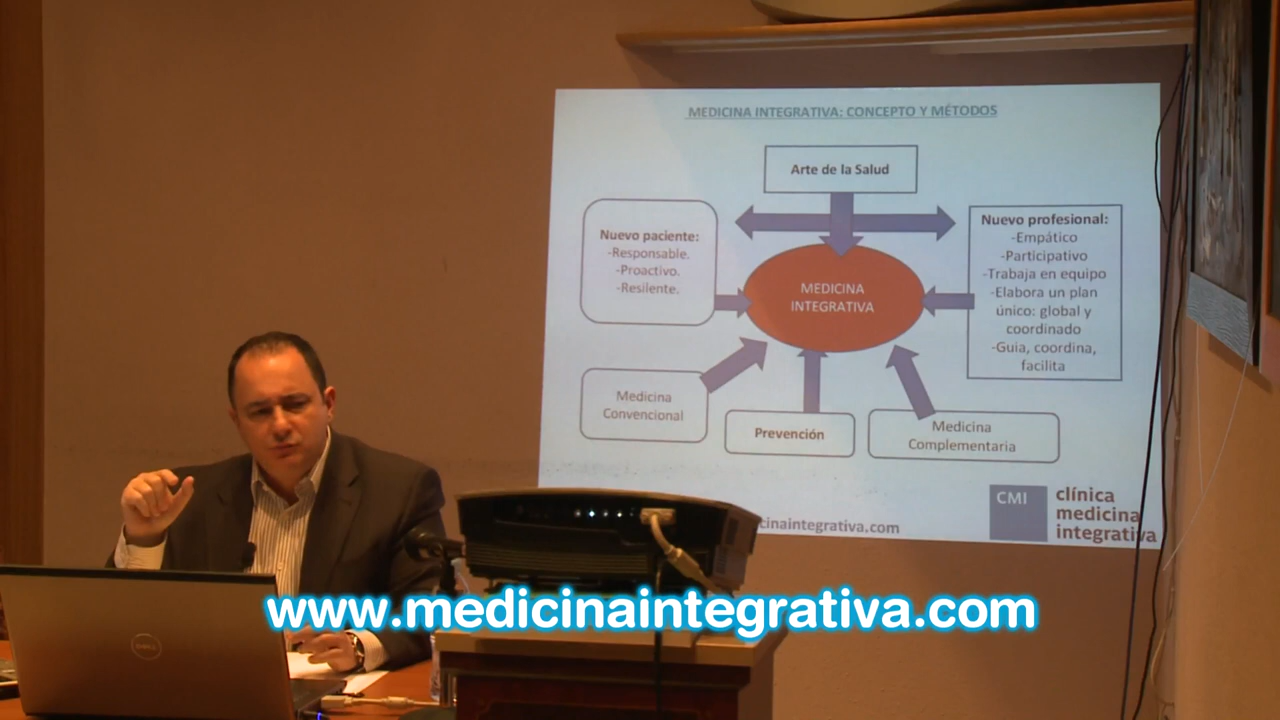 MEDICINA INTEGRATIVA: CONCEPTO Y MÉTODOS
Arte de la Salud
Nuevo paciente:
-Responsable.
-Proactivo.
-Resilente.
Nuevo profesional:
-Empático
-Participativo
-Trabaja en equipo
-Elabora un plan
único: global y
coordinado
-Guia, coordina,
facilita
MEDICINA
INTEGRATIVA
Medicina
Convencional
Prevención
Medicina
Complementaria
CMI
clínica
medicina
integrativa
cinaintegrativa.com
DELL
www.medicinaintegrativa.com